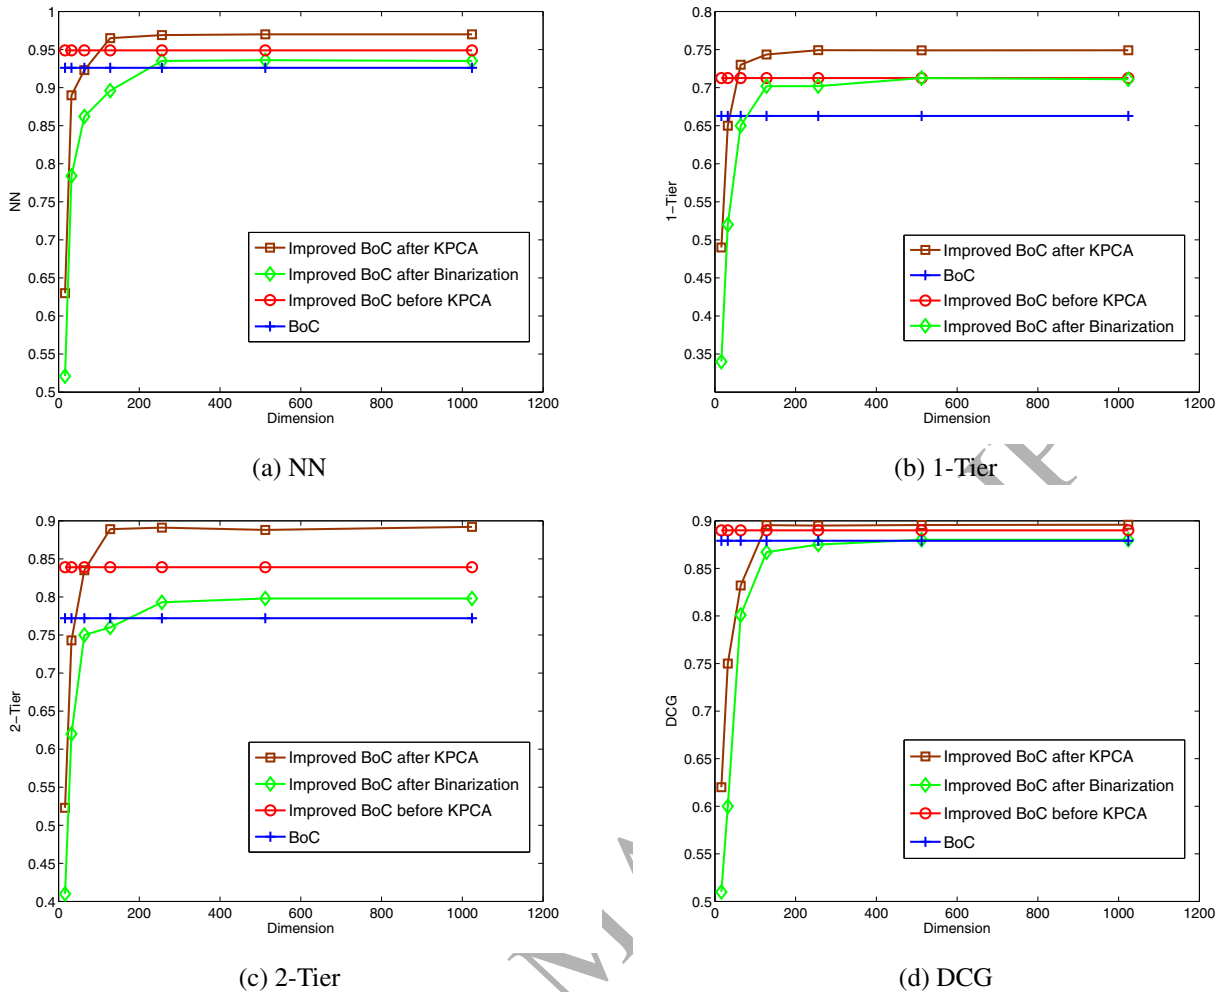 1
0.95
0.9
0.85
0.8
0.75
0.7
0.65
0.6
0.55
0.5
NN
0 200 400 600 800 1000 1200
Dimension
Improved BoC after KPCA
Improved BoC after Binarization
Improved BoC before KPCA
BoC
(a) NN
0.8
0.75
0.7
0.65
0.6
0.55
0.5
0.45
0.4
0.35
1−Tier
0 200 400 600 800 1000 1200
Dimension
Improved BoC after KPCA
BoC
Improved BoC before KPCA
Improved BoC after Binarization
(b) 1-Tier
0.9
0.85
0.8
0.75
0.7
0.65
0.6
0.55
0.5
0.45
0.4
2−Tier
0 200 400 600 800 1000 1200
Dimension
Improved BoC after KPCA
Improved BoC after Binarization
Improved BoC before KPCA
BoC
(c) 2-Tier
0.9
0.85
0.8
0.75
0.7
0.65
0.6
0.55
0.5
DCG
0 200 400 600 800 1000 1200
Dimension
Improved BoC after KPCA
Improved BoC after Binarization
Improved BoC before KPCA
BoC
(d) DCG